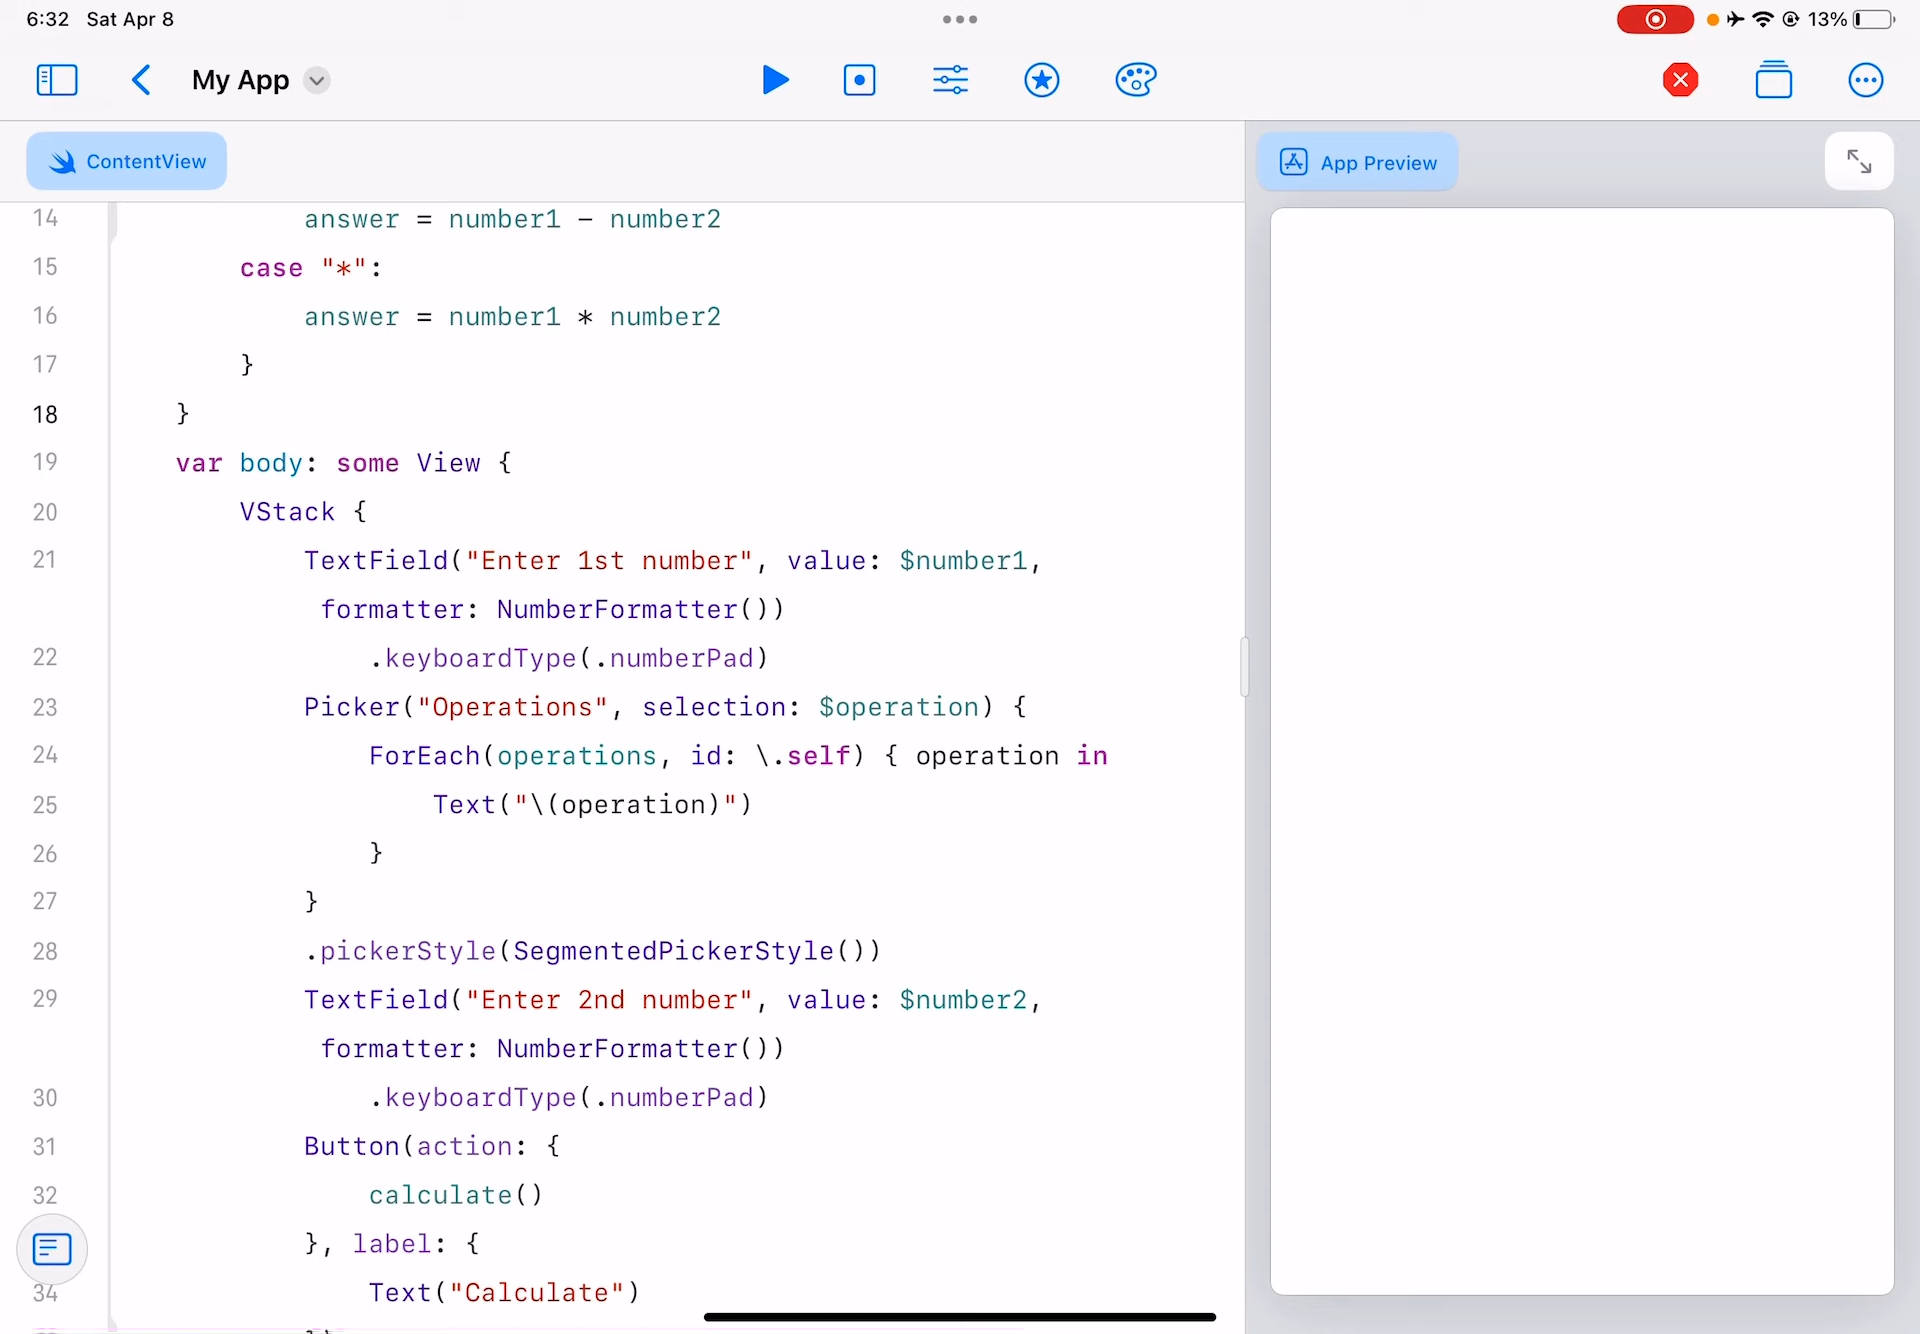 6:32 Sat Apr 8
13%
My App
ContentView
App Preview
14 answer = number1 - number2
15 case "*":
16 answer = number1 * number2
17 }
18 }
19 var body: some View {
20 VStack {
21 TextField("Enter 1st number", value: $number1,
formatter: NumberFormatter())
22 .keyboardType(.numberPad)
23 Picker("Operations", selection: $operation) {
24 ForEach(operations, id: \.self) { operation in
25 Text("\(operation)")
26 }
27 }
28 .pickerStyle(SegmentedPickerStyle())
29 TextField("Enter 2nd number", value: $number2,
formatter: NumberFormatter())
30 .keyboardType(.numberPad)
31 Button(action: {
32 calculate()
}, label: {
34 Text("Calculate")